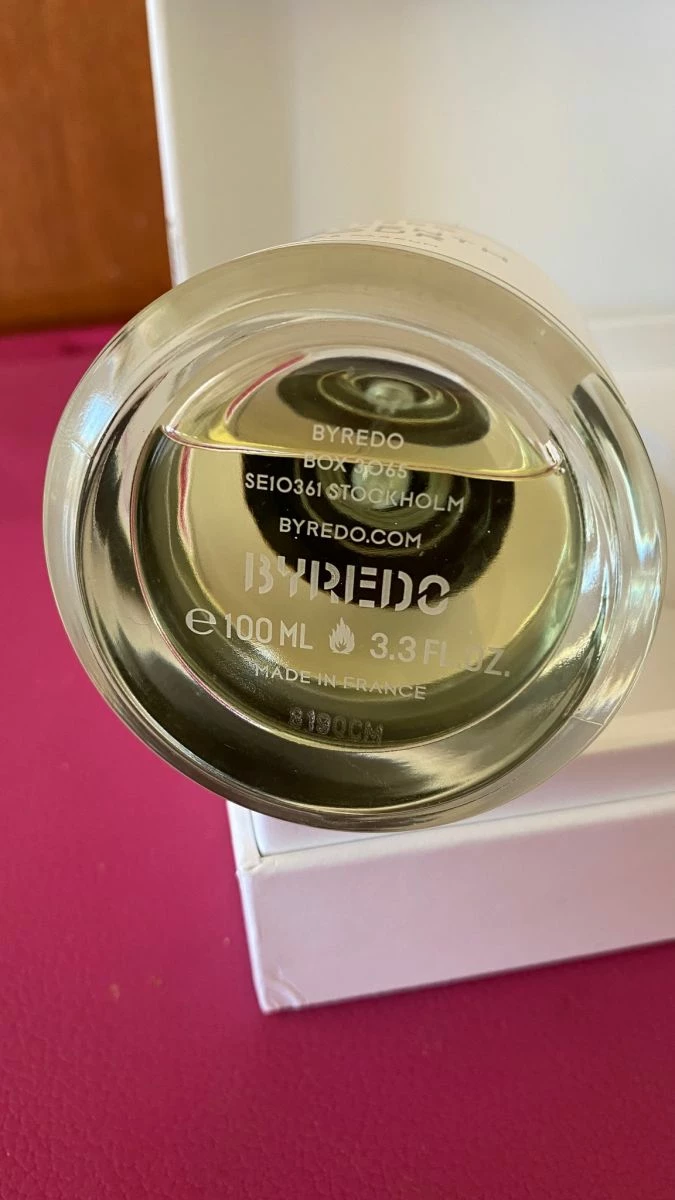 BYREDO
BOX 3065
SE10361 STOCKHOLM
BYREDO.COM
BYREDO
e 100 ML 3.3 FL.OZ.
MADE IN FRANCE